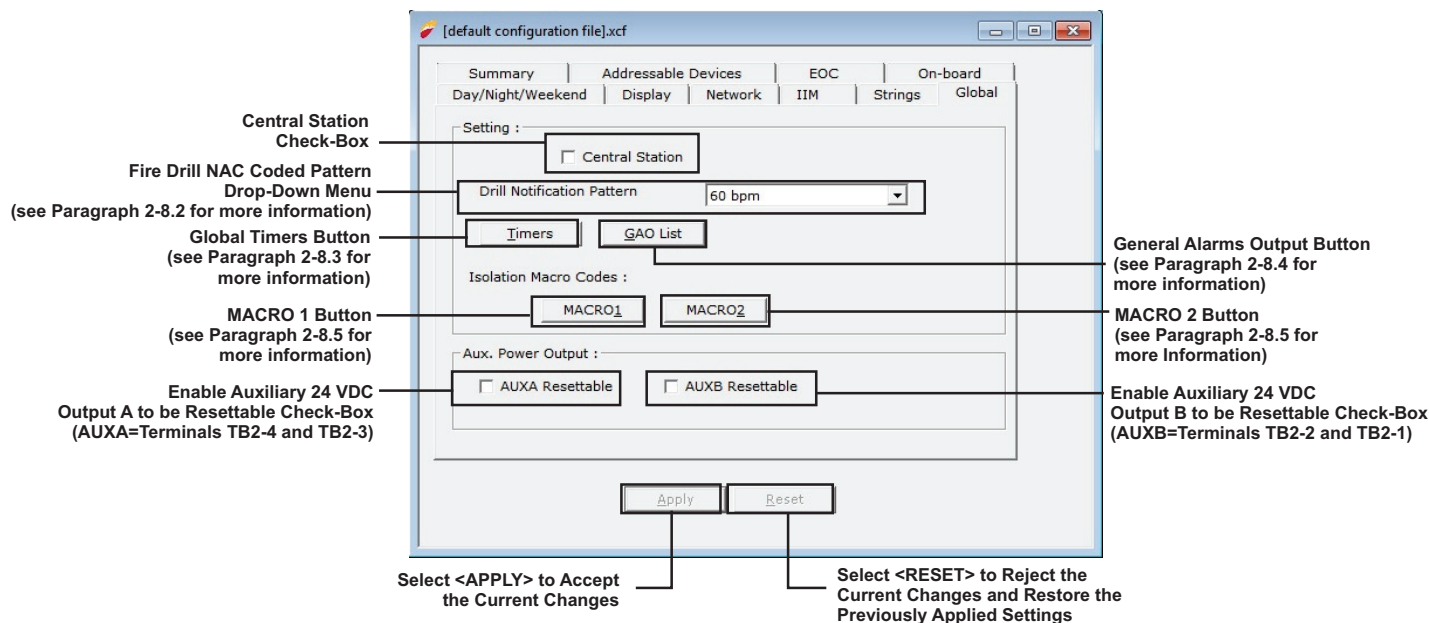 [default configuration file].xcf
Summary
Addressable Devices
EOC
On-board
Day/Night/Weekend
Display
Network
IIM
Strings
Global
Central Station
Check-Box
Setting :
Central Station
Fire Drill NAC Coded Pattern
Drop-Down Menu
(see Paragraph 2-8.2 for more information)
Drill Notification Pattern
60 bpm
Global Timers Button
(see Paragraph 2-8.3 for
more information)
Timers
GAO List
General Alarms Output Button
(see Paragraph 2-8.4 for
more information)
Isolation Macro Codes :
MACRO 1 Button
(see Paragraph 2-8.5 for
more information)
MACRO1
MACRO2
MACRO 2 Button
(see Paragraph 2-8.5 for
more Information)
Aux. Power Output :
Enable Auxiliary 24 VDC
Output A to be Resettable Check-Box
(AUXA=Terminals TB2-4 and TB2-3)
AUXA Resettable
AUXB Resettable
Enable Auxiliary 24 VDC
Output B to be Resettable Check-Box
(AUXB=Terminals TB2-2 and TB2-1)
Apply
Reset
Select <APPLY> to Accept
the Current Changes
Select <RESET> to Reject the
Current Changes and Restore the
Previously Applied Settings